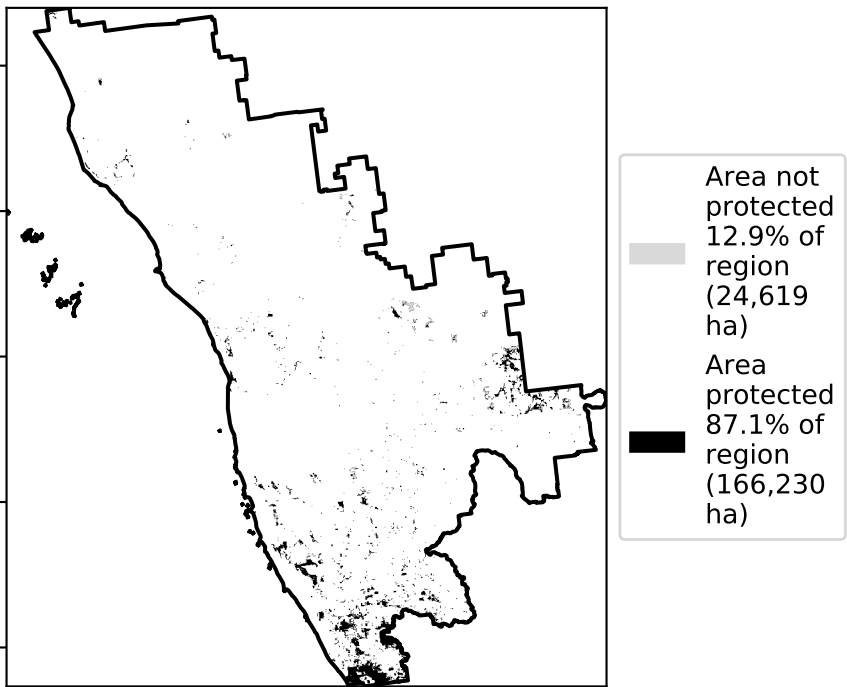 Area not
protected
12.9% of
region
(24,619
ha)
Area
protected
87.1% of
region
(166,230
ha)